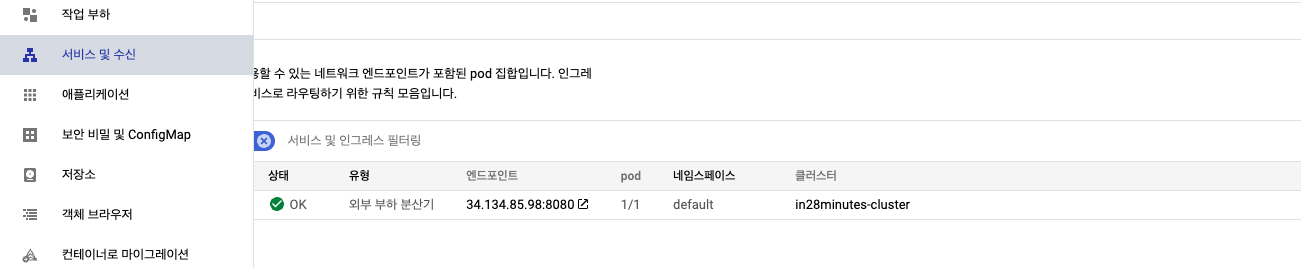 작업 부하
서비스 및 수신
애플리케이션
보안 비밀 및 ConfigMap
저장소
객체 브라우저
컨테이너로 마이그레이션
용할 수 있는 네트워크 엔드포인트가 포함된 pod 집합입니다. 인그레
비스로 라우팅하기 위한 규칙 모음입니다.
서비스 및 인그레스 필터링
상태 유형 엔드포인트 pod 네임스페이스 클러스터
OK 외부 부하 분산기 34.134.85.98:8080 1/1 default in28minutes-cluster